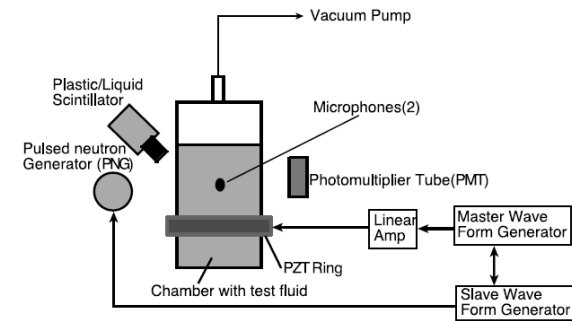 Vacuum Pump
Plastic/Liquid
Scintillator
Microphones(2)
Pulsed neutron
Generator (PNG)
Photomultiplier Tube(PMT)
Linear
Amp
Master Wave
Form Generator
PZT Ring
Chamber with test fluid
Slave Wave
Form Generator